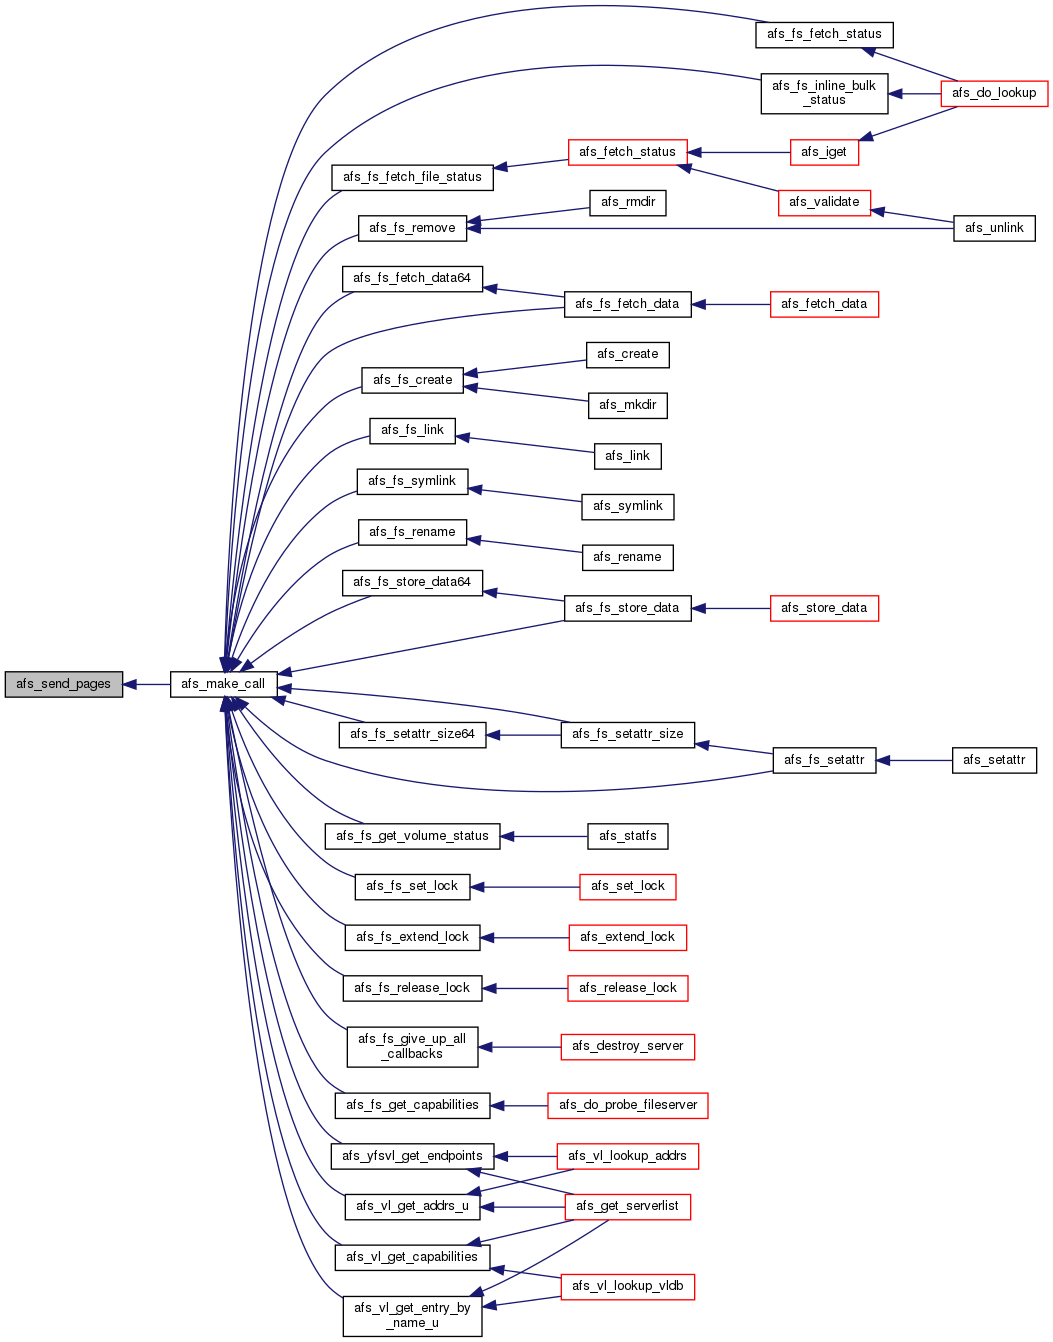 afs_fs_fetch_status
afs_fs_inline_bulk
_status
afs_do_lookup
afs_fetch_status
afs_iget
afs_fs_fetch_file_status
afs_validate
afs_rmdir
afs_fs_remove
afs_unlink
afs_fs_fetch_data64
afs_fs_fetch_data
afs_fetch_data
afs_create
afs_fs_create
afs_mkdir
afs_fs_link
afs_link
afs_fs_symlink
afs_symlink
afs_fs_rename
afs_rename
afs_fs_store_data64
afs_fs_store_data
afs_store_data
afs_send_pages
afs_make_call
afs_fs_setattr_size64
afs_fs_setattr_size
afs_fs_setattr
afs_setattr
afs_fs_get_volume_status
afs_statfs
afs_fs_set_lock
afs_set_lock
afs_fs_extend_lock
afs_extend_lock
afs_fs_release_lock
afs_release_lock
afs_fs_give_up_all
_callbacks
afs_destroy_server
afs_fs_get_capabilities
afs_do_probe_fileserver
afs_yfsvl_get_endpoints
afs_vl_lookup_addrs
afs_vl_get_addrs_u
afs_get_serverlist
afs_vl_get_capabilities
afs_vl_lookup_vldb
afs_vl_get_entry_by
_name_u